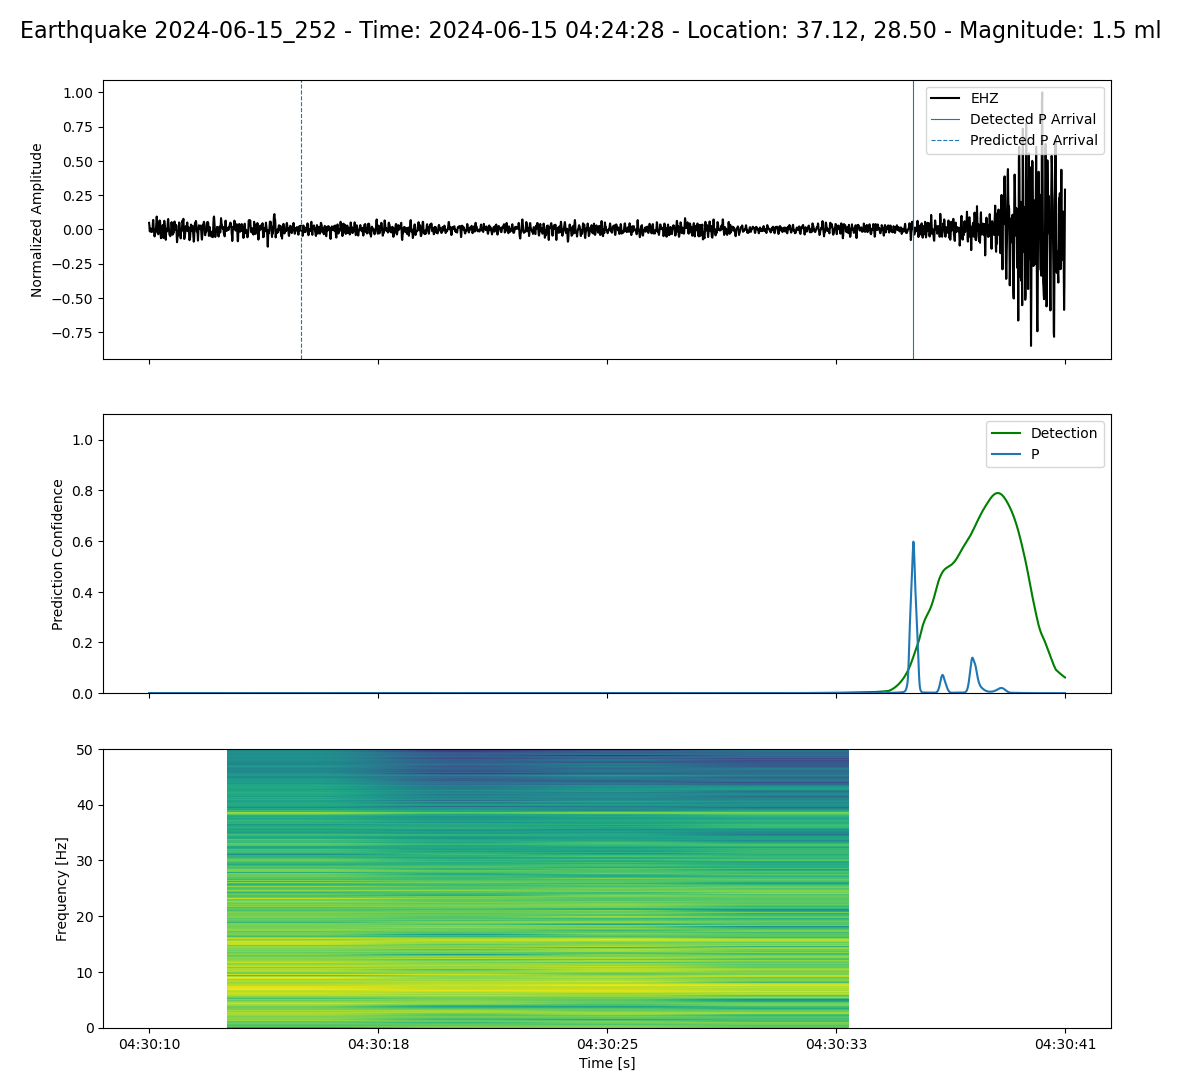 Earthquake 2024-06-15_252 - Time: 2024-06-15 04:24:28 - Location: 37.12, 28.50 - Magnitude: 1.5 ml
Normalized Amplitude
1.00
0.75
0.50
0.25
0.00
−0.25
−0.50
−0.75
EHZ
Detected P Arrival
Predicted P Arrival
Prediction Confidence
1.0
0.8
0.6
0.4
0.2
0.0
Detection
P
Frequency [Hz]
50
40
30
20
10
0
04:30:10 04:30:18 04:30:25 04:30:33 04:30:41
Time [s]